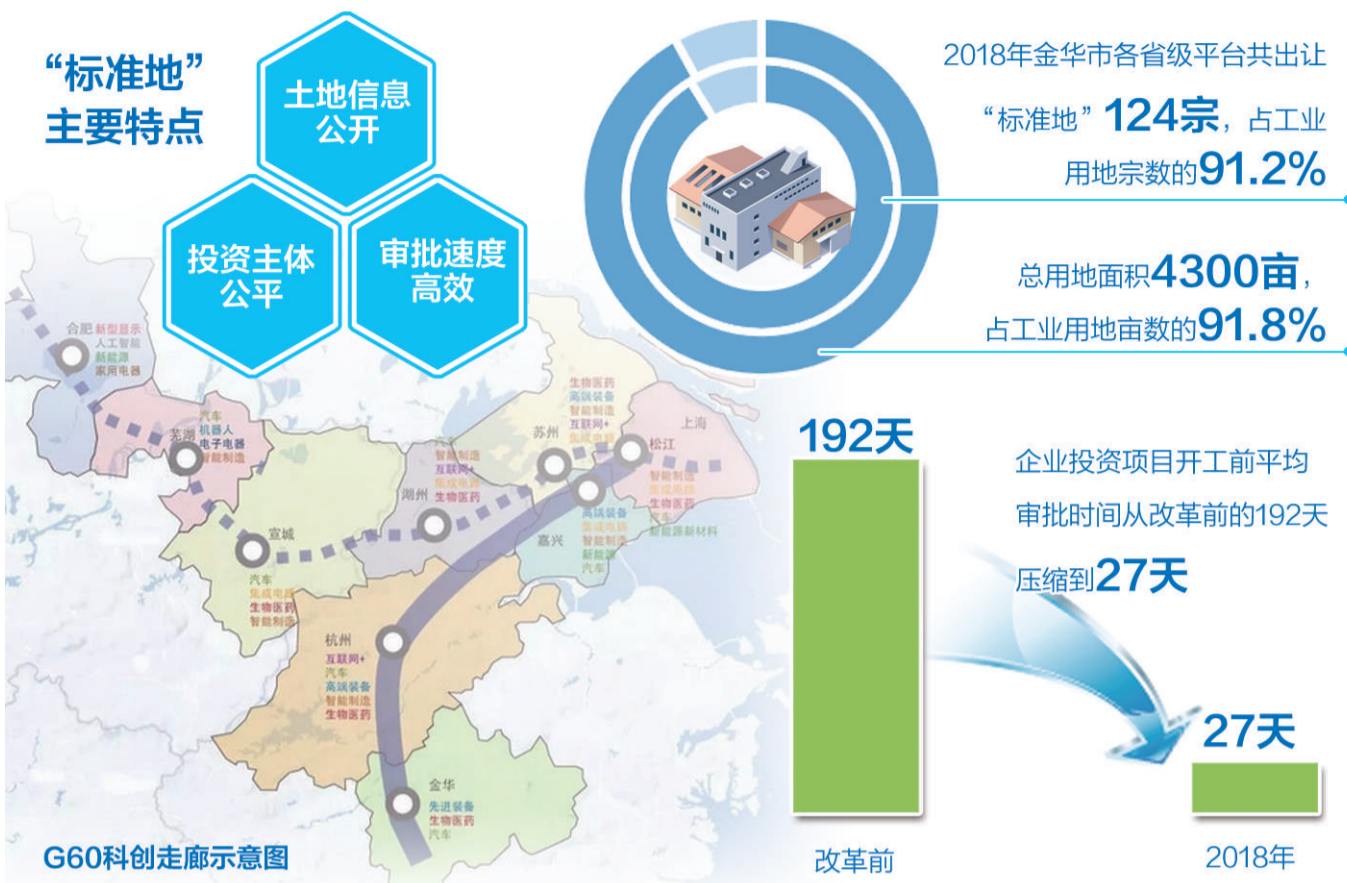 “标准地”
主要特点
土地信息
公开
投资主体
公平
审批速度
高效
2018年金华市各省级平台共出让
“标准地”124宗，占工业
用地宗数的91.2%
总用地面积4300亩，
占工业用地亩数的91.8%
合肥
新型显示
人工智能
新能源
家用电器
芜湖
汽车
机器人
电子电器
智能制造
宣城
汽车
集成电路
生物医药
智能制造
湖州
汽车
智能制造
互联网+
集成电路
生物医药
苏州
生物医药
高端装备
智能制造
互联网+
集成电路
上海
松江
智能制造
集成电路
生物医药
汽车
新能源新材料
嘉兴
高端装备
集成电路
智能制造
新能源
汽车
杭州
互联网+
汽车
高端装备
智能制造
生物医药
金华
先进装备
生物医药
汽车
G60科创走廊示意图
192天
改革前
企业投资项目开工前平均
审批时间从改革前的192天
压缩到27天
27天
2018年